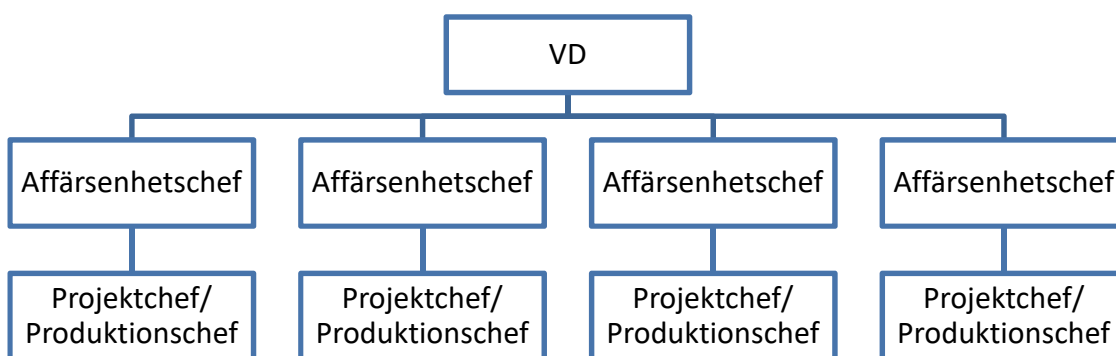 VD
Affärsenhetschef
Affärsenhetschef
Affärsenhetschef
Affärsenhetschef
Projektchef/
Produktionschef
Projektchef/
Produktionschef
Projektchef/
Produktionschef
Projektchef/
Produktionschef